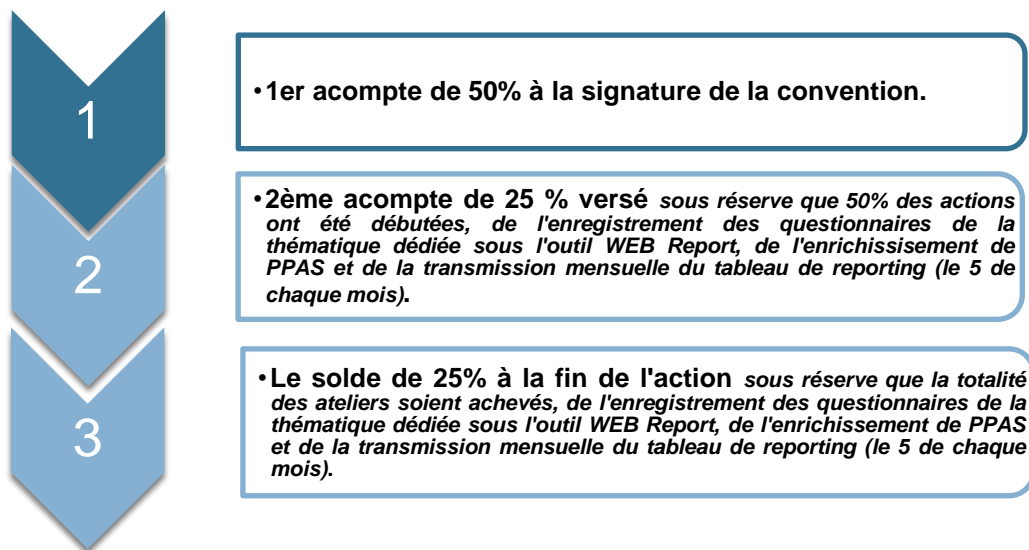 1
•1er acompte de 50% à la signature de la convention.
2
•2ème acompte de 25 % versé sous réserve que 50% des actions
ont été débutées, de l'enregistrement des questionnaires de la
thématique dédiée sous l'outil WEB Report, de l'enrichissisement de
PPAS et de la transmission mensuelle du tableau de reporting (le 5 de
chaque mois).
3
•Le solde de 25% à la fin de l'action sous réserve que la totalité
des ateliers soient achevés, de l'enregistrement des questionnaires de la
thématique dédiée sous l'outil WEB Report, de l'enrichissement de PPAS
et de la transmission mensuelle du tableau de reporting (le 5 de chaque
mois).